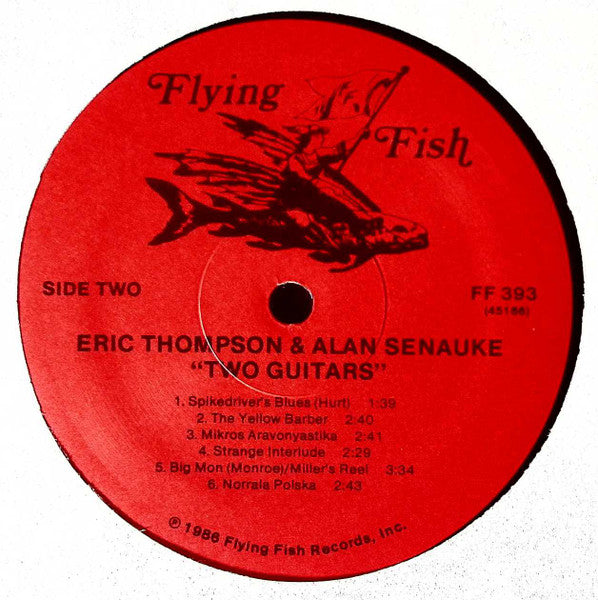 Flying
Fish
SIDE TWO
FF 393
(45186)
ERIC THOMPSON & ALAN SENAUKE
“TWO GUITARS”
1. Spikedriver's Blues (Hurt) 1:39
2. The Yellow Barber 2:40
3. Mikros Aravonyastika 2:41
4. Strange Interlude 2:29
5. Big Mon (Monroe)/Miller's Reel 3:34
6. Norrala Polska 2:43
℗ 1986 Flying Fish Records, Inc.